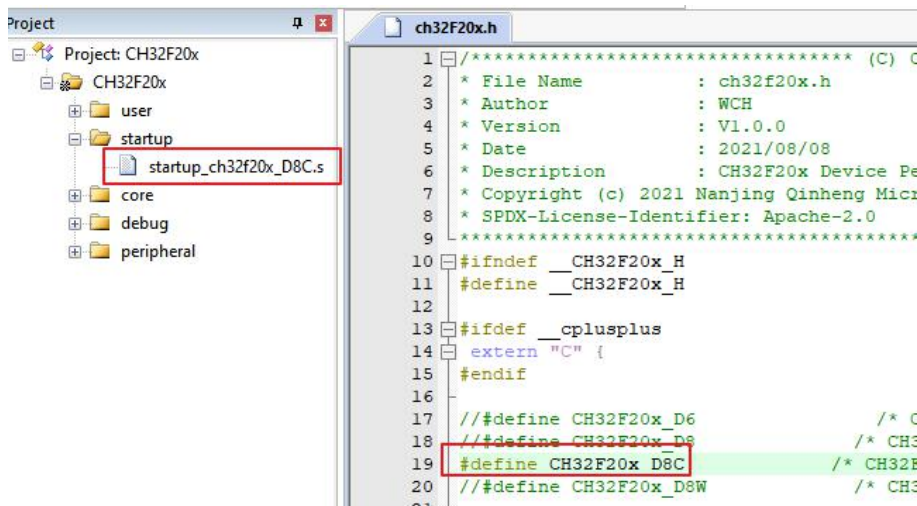 Project
Project: CH32F20x
CH32F20x
user
startup
startup_ch32f20x_D8C.s
core
debug
peripheral
ch32F20x.h
1 /********************************** (C)
2 * File Name : ch32f20x.h
3 * Author : WCH
4 * Version : V1.0.0
5 * Date : 2021/08/08
6 * Description : CH32F20x Device Pe
7 * Copyright (c) 2021 Nanjing Qinheng Micr
8 * SPDX-License-Identifier: Apache-2.0
9 *****************************************
10 #ifndef __CH32F20x_H
11 #define __CH32F20x_H
12
13 #ifdef __cplusplus
14 extern "C" {
15 #endif
16
17 //#define CH32F20x_D6 /*
18 //#define CH32F20x_D8 /* CH3
19 #define CH32F20x_D8C /* CH32F
20 //#define CH32F20x_D8W /* CH3